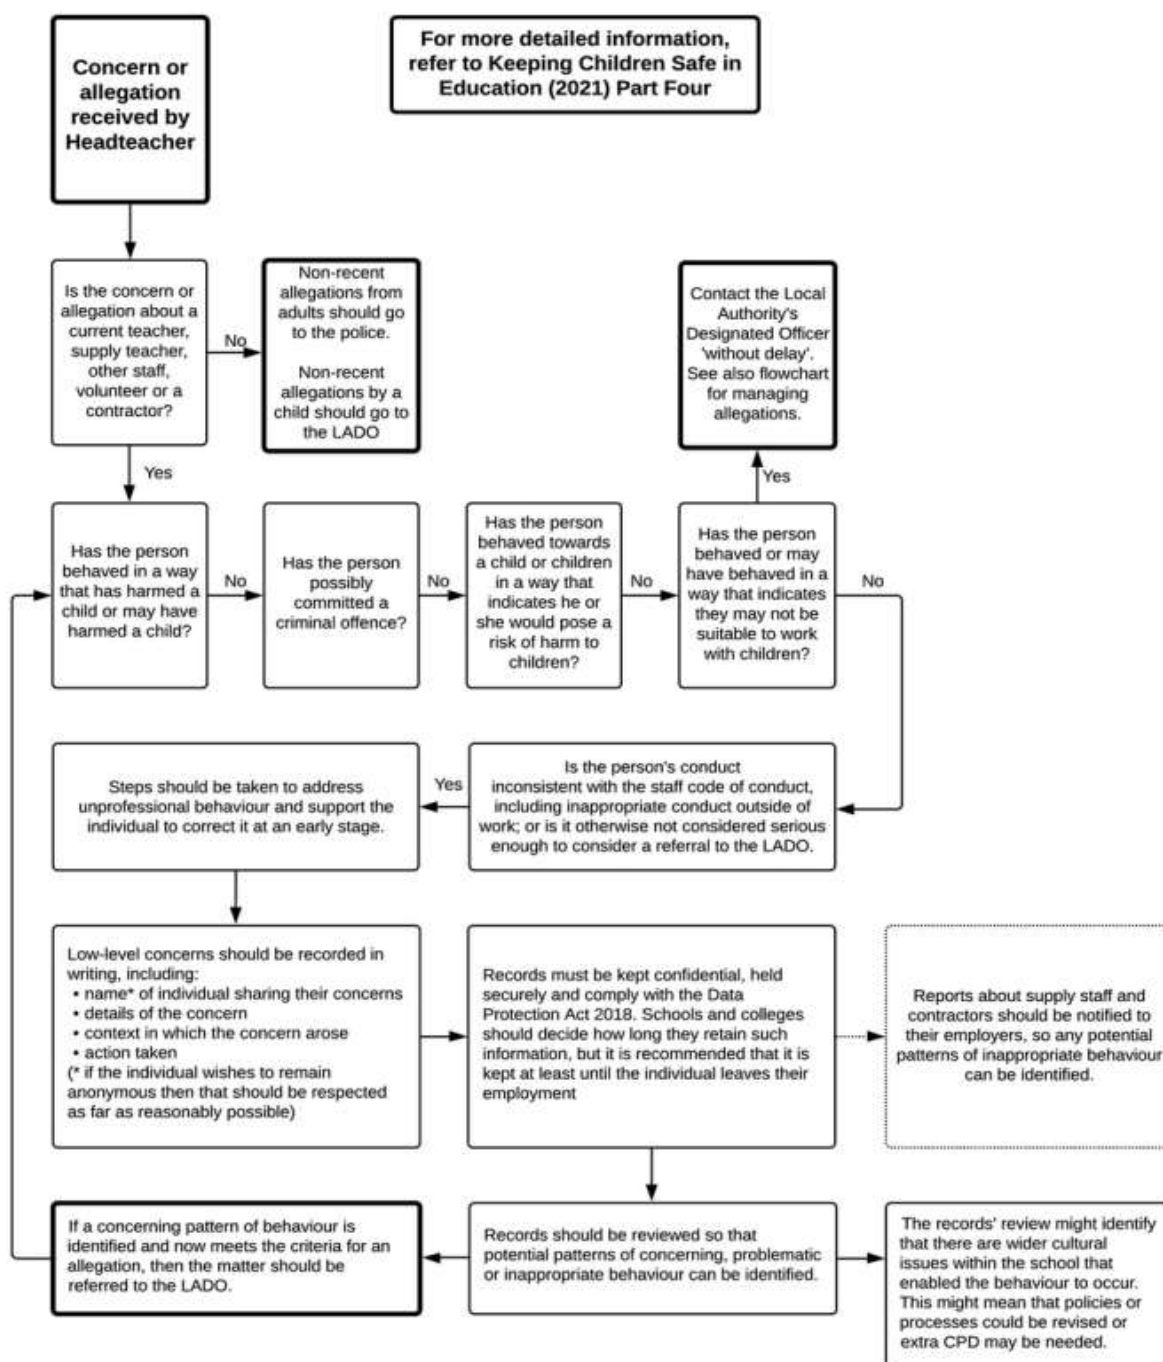 Concern or
allegation
received by
Headteacher
For more detailed information,
refer to Keeping Children Safe in
Education (2021) Part Four
Is the concern or
allegation about a
current teacher,
supply teacher,
other staff,
volunteer or a
contractor?
No
Non-recent
allegations from
adults should go
to the police.
Non-recent
allegations by a
child should go to
the LADO
Contact the Local
Authority's
Designated Officer
'without delay'.
See also flowchart
for managing
allegations.
Yes
Yes
Has the person
behaved in a way
that has harmed a
child or may have
harmed a child?
No
Has the person
possibly
committed a
criminal offence?
No
Has the person
behaved towards
a child or children
in a way that
indicates he or
she would pose a
risk of harm to
children?
No
Has the person
behaved or may
have behaved in a
way that indicates
they may not be
suitable to work
with children?
No
Is the person's conduct
inconsistent with the staff code of conduct,
including inappropriate conduct outside of
work; or is it otherwise not considered serious
enough to consider a referral to the LADO.
Yes
Steps should be taken to address
unprofessional behaviour and support the
individual to correct it at an early stage.
Low-level concerns should be recorded in
writing, including:
• name* of individual sharing their concerns
• details of the concern
• context in which the concern arose
• action taken
(* if the individual wishes to remain
anonymous then that should be respected
as far as reasonably possible)
Records must be kept confidential, held
securely and comply with the Data
Protection Act 2018. Schools and colleges
should decide how long they retain such
information, but it is recommended that it is
kept at least until the individual leaves their
employment
Reports about supply staff and
contractors should be notified to
their employers, so any potential
patterns of inappropriate behaviour
can be identified.
If a concerning pattern of behaviour is
identified and now meets the criteria for an
allegation, then the matter should be
referred to the LADO.
Records should be reviewed so that
potential patterns of concerning, problematic
or inappropriate behaviour can be identified.
The records' review might identify
that there are wider cultural
issues within the school that
enabled the behaviour to occur.
This might mean that policies or
processes could be revised or
extra CPD may be needed.